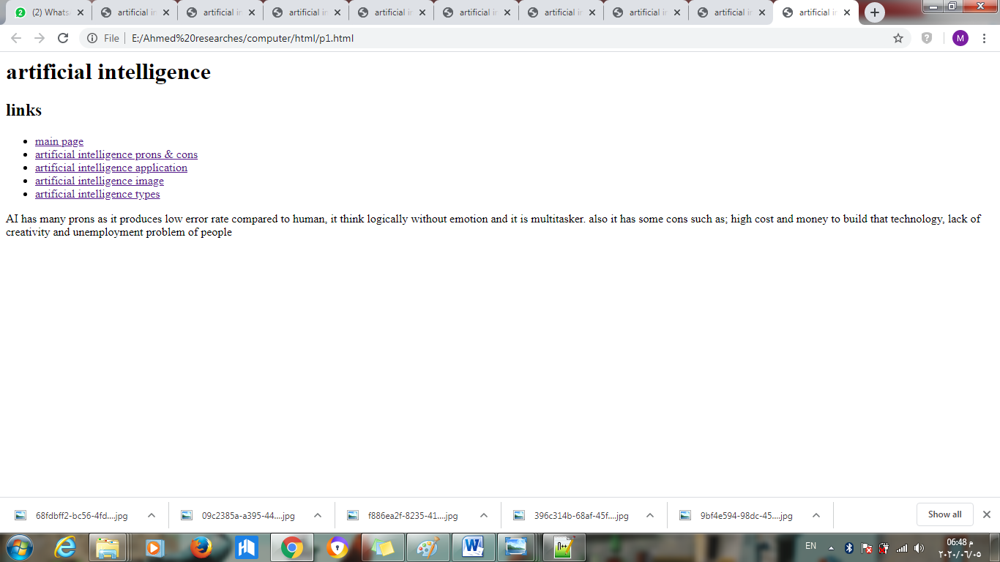 (2) Whats
artificial in
artificial in
artificial in
artificial in
artificial in
artificial in
artificial in
artificial in
artificial in
File
E:/Ahmed%20researches/computer/html/p1.html
M
artificial intelligence
links
main page
artificial intelligence prons & cons
artificial intelligence application
artificial intelligence image
artificial intelligence types
AI has many prons as it produces low error rate compared to human, it think logically without emotion and it is multitasker. also it has some cons such as; high cost and money to build that technology, lack of
creativity and unemployment problem of people
68fdbff2-bc56-4fd....jpg
09c2385a-a395-44....jpg
f886ea2f-8235-41....jpg
396c314b-68af-45f....jpg
9bf4e594-98dc-45....jpg
Show all
EN
06:48 م
٢٠٢٠/٠٦/٠٥